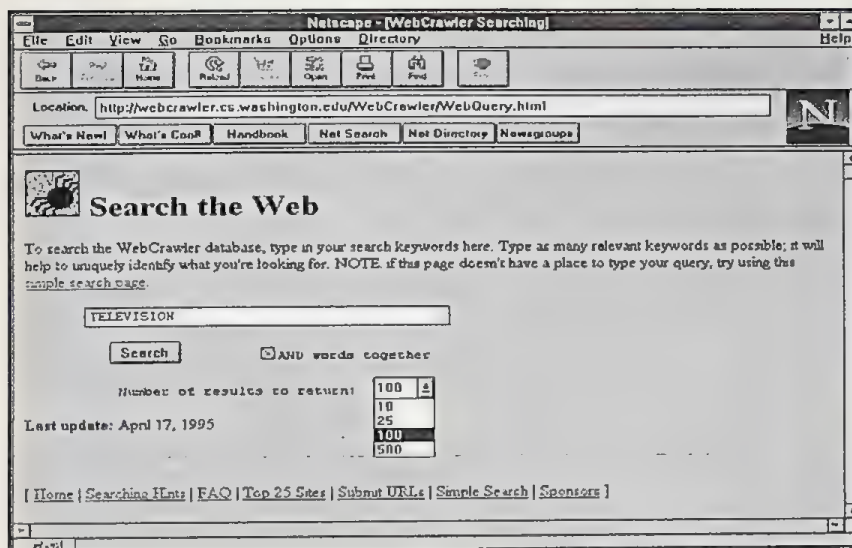 Netscape - [WebCrawler Searching]
File Edit View Go Bookmarks Options Directory Help
Back Home Reload Open Print Find
Location: http://webcrawler.cs.washington.edu/WebCrawler/WebQuery.html
What's New! What's Cool! Handbook Net Search Net Directory Newsgroups
N
Search the Web
To search the WebCrawler database, type in your search keywords here. Type as many relevant keywords as possible; it will
help to uniquely identify what you're looking for. NOTE: if this page doesn't have a place to type your query, try using this
simple search page.
TELEVISION
Search AND words together
Number of results to return: 100
10
25
100
500
Last update: April 17, 1995
[ Home | Searching Hints | FAQ | Top 25 Sites | Submit URLs | Simple Search | Sponsors ]